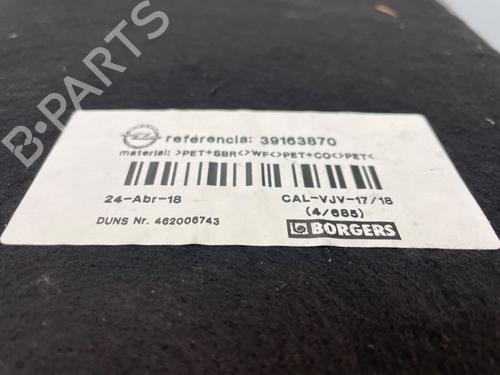 referencia: 39163870
material: >PET+SBR<>WF<>PET+CO<>PET<
24-Abr-18
CAL-VJV-17/18
(4/685)
DUNS Nr. 462006743
BORGERS
B-PARTS